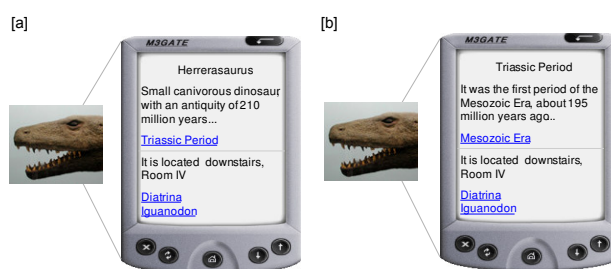 [a]
M3GATE
Herrerasaurus
Small canivorous dinosaur,
with an antiquity of 210
million years...
Triassic Period
It is located downstairs,
Room IV
Diatrina
Iguanodon
[b]
M3GATE
Triassic Period
It was the first period of the
Mesozoic Era, about 195
million years ago..
Mesozoic Era
It is located downstairs,
Room IV
Diatrina
Iguanodon